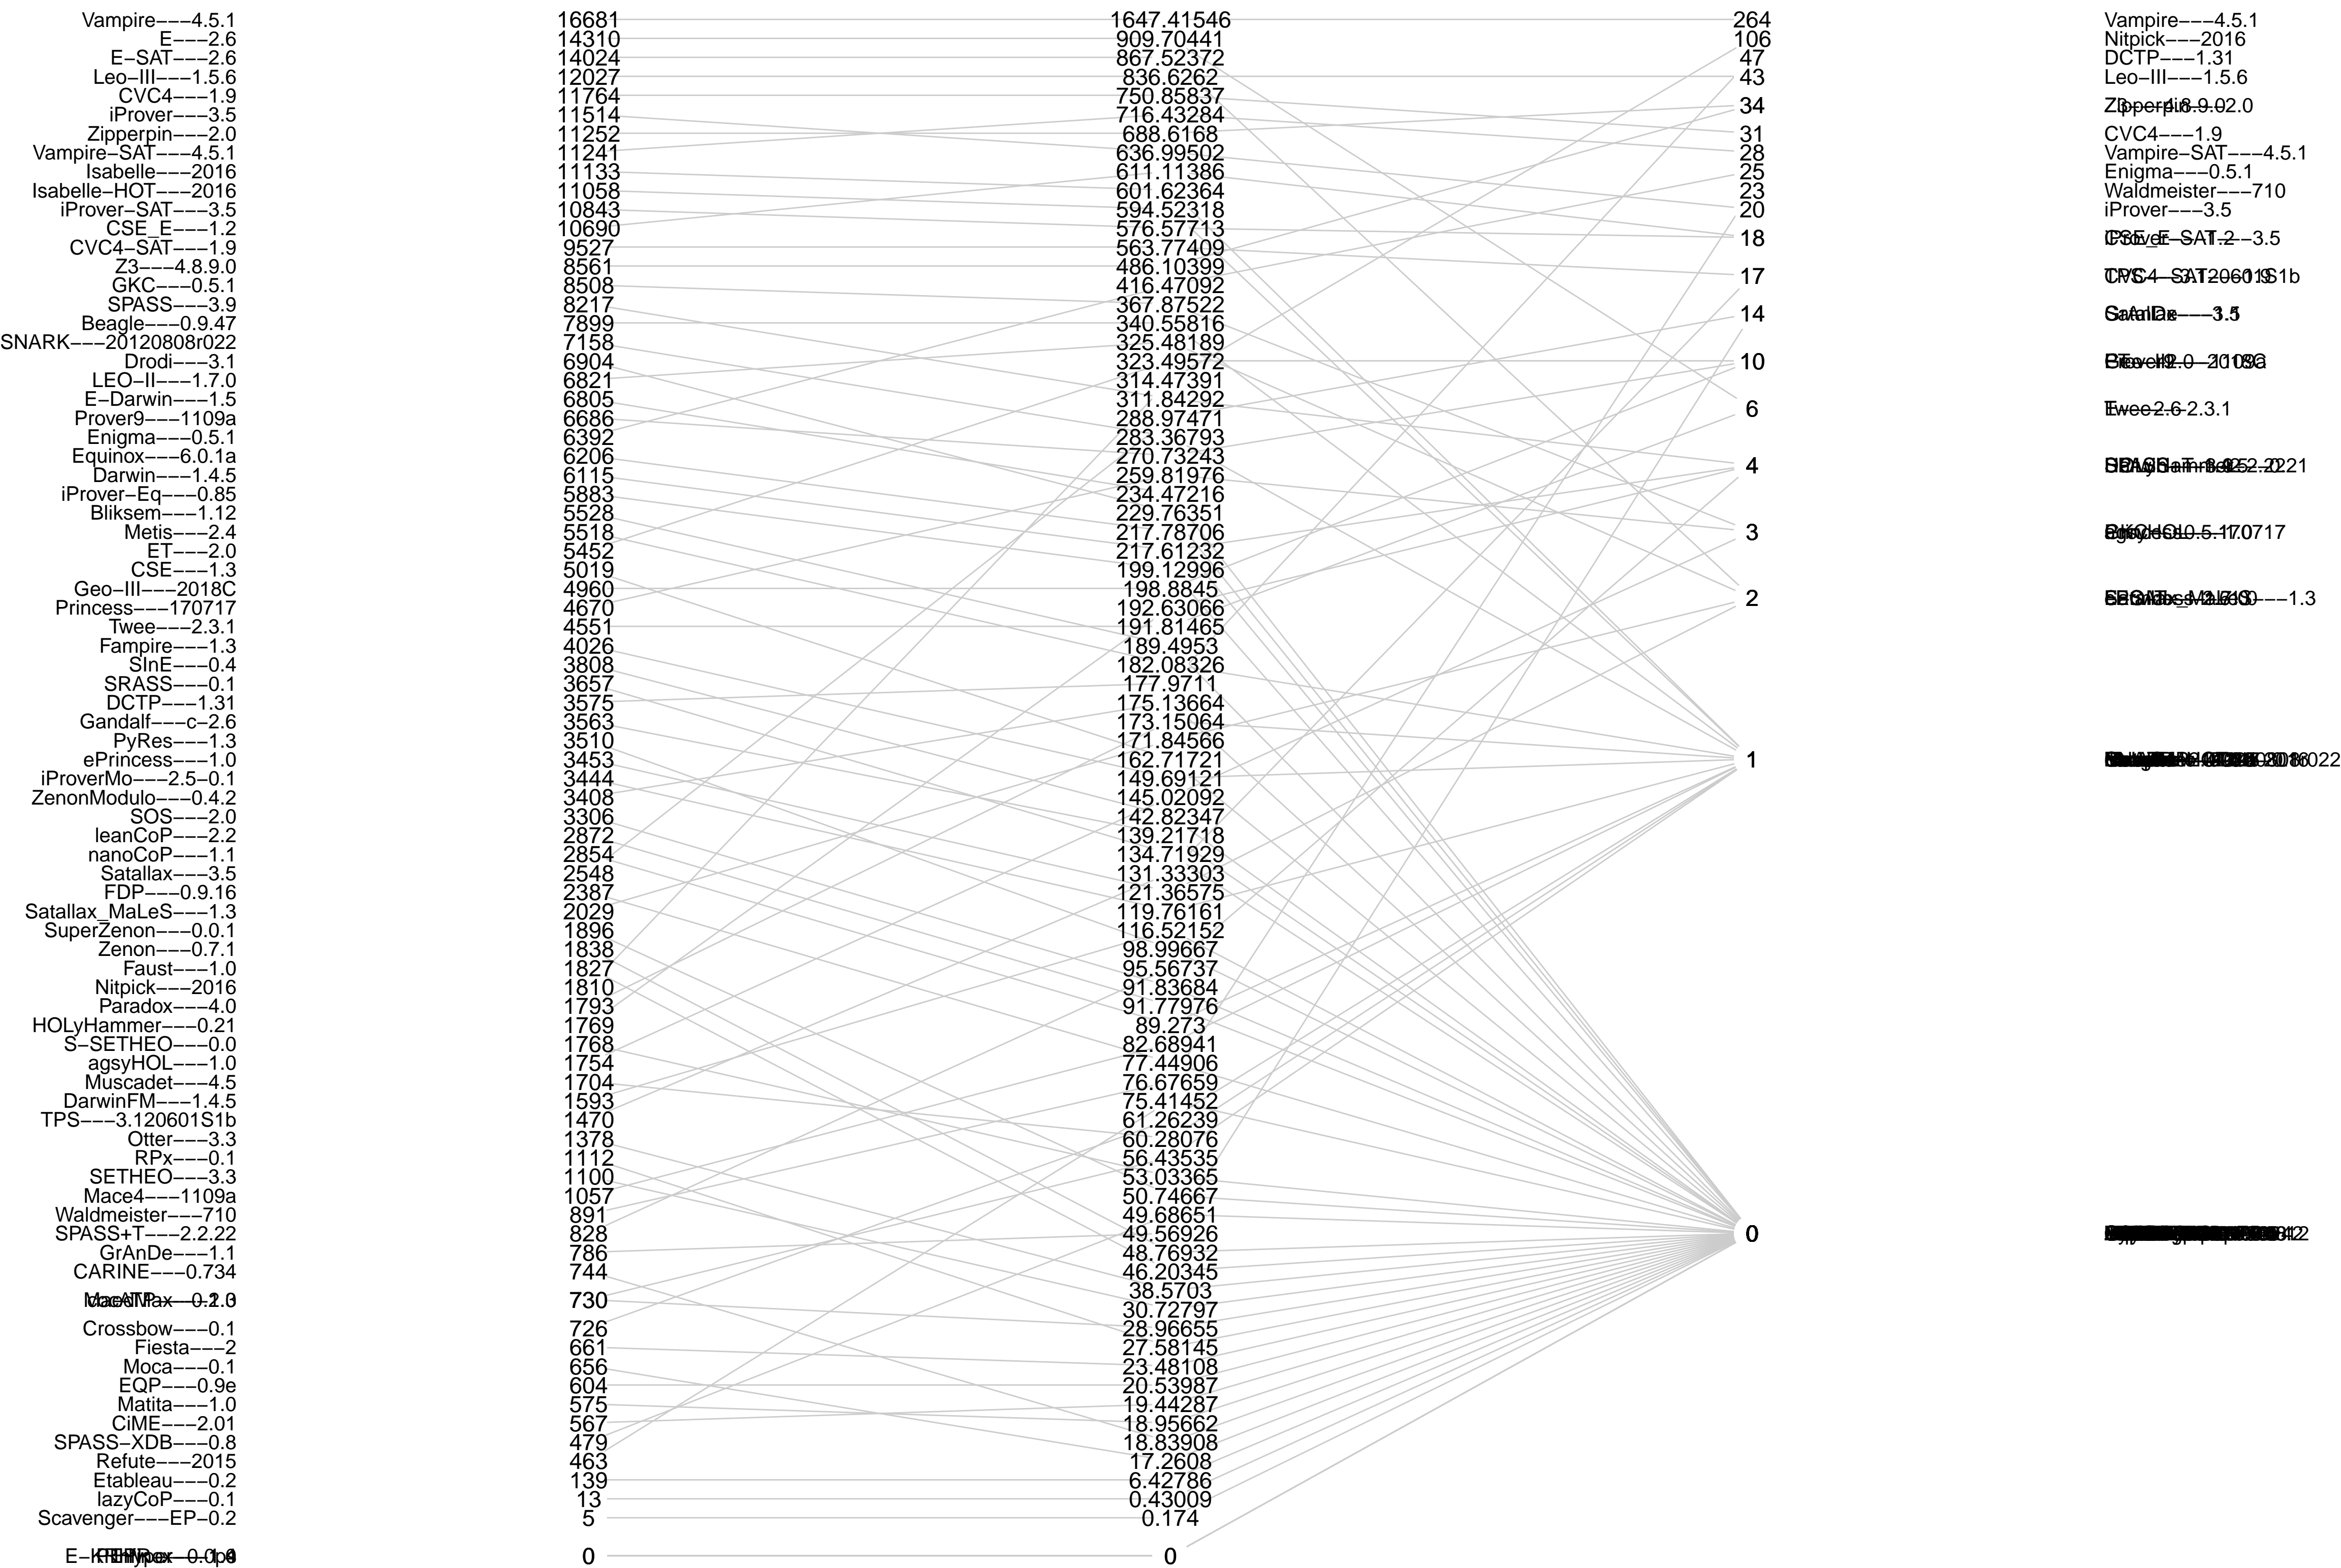 Vampire---4.5.1 16681 1647.41546 264 Vampire---4.5.1
E---2.6 14310 909.70441 106 Nitpick---2016
E-SAT---2.6 14024 867.52372 47 DCTP---1.31
Leo-III---1.5.6 12027 836.6262 43 Leo-III---1.5.6
CVC4---1.9 11764 750.85837
34
iProver---3.5 11514 716.43284
Zipperpin---2.0 11252 688.6168 31 CVC4---1.9
Vampire-SAT---4.5.1 11241 636.99502 28 Vampire-SAT---4.5.1
Isabelle---2016 11133 611.11386 25 Enigma---0.5.1
Isabelle-HOT---2016 11058 601.62364 23 Waldmeister---710
iProver-SAT---3.5 10843 594.52318 20 iProver---3.5
CSE_E---1.2 10690 576.57713
18
CVC4-SAT---1.9 9527 563.77409
Z3---4.8.9.0 8561 486.10399
17
GKC---0.5.1 8508 416.47092
SPASS---3.9 8217 367.87522
14
Beagle---0.9.47 7899 340.55816
SNARK---20120808r022 7158 325.48189
Drodi---3.1 6904 323.49572 10
LEO-II---1.7.0 6821 314.47391
E-Darwin---1.5 6805 311.84292
6
Prover9---1109a 6686 288.97471
Enigma---0.5.1 6392 283.36793
Equinox---6.0.1a 6206 270.73243
4
Darwin---1.4.5 6115 259.81976
iProver-Eq---0.85 5883 234.47216
Bliksem---1.12 5528 229.76351
Metis---2.4 5518 217.78706 3
ET---2.0 5452 217.61232
CSE---1.3 5019 199.12996
Geo-III---2018C 4960 198.8845
2
Princess---170717 4670 192.63066
Twee---2.3.1 4551 191.81465
Fampire---1.3 4026 189.4953
SInE---0.4 3808 182.08326
SRASS---0.1 3657 177.9711
DCTP---1.31 3575 175.13664
Gandalf---c-2.6 3563 173.15064
PyRes---1.3 3510 171.84566
ePrincess---1.0 3453 162.71721 1
iProverMo---2.5-0.1 3444 149.69121
ZenonModulo---0.4.2 3408 145.02092
SOS---2.0 3306 142.82347
leanCoP---2.2 2872 139.21718
nanoCoP---1.1 2854 134.71929
Satallax---3.5 2548 131.33303
FDP---0.9.16 2387 121.36575
Satallax_MaLeS---1.3 2029 119.76161
SuperZenon---0.0.1 1896 116.52152
Zenon---0.7.1 1838 98.99667
Faust---1.0 1827 95.56737
Nitpick---2016 1810 91.83684
Paradox---4.0 1793 91.77976
HOLyHammer---0.21 1769 89.273
S-SETHEO---0.0 1768 82.68941
agsyHOL---1.0 1754 77.44906
Muscadet---4.5 1704 76.67659
DarwinFM---1.4.5 1593 75.41452
TPS---3.120601S1b 1470 61.26239
Otter---3.3 1378 60.28076
RPx---0.1 1112 56.43535
SETHEO---3.3 1100 53.03365
Mace4---1109a 1057 50.74667
Waldmeister---710 891 49.68651
SPASS+T---2.2.22 828 49.56926 0
GrAnDe---1.1 786 48.76932
CARINE---0.734 744 46.20345
38.5703
730
30.72797
Crossbow---0.1 726 28.96655
Fiesta---2 661 27.58145
Moca---0.1 656 23.48108
EQP---0.9e 604 20.53987
Matita---1.0 575 19.44287
CiME---2.01 567 18.95662
SPASS-XDB---0.8 479 18.83908
Refute---2015 463 17.2608
Etableau---0.2 139 6.42786
lazyCoP---0.1 13 0.43009
Scavenger---EP-0.2 5 0.174
0 0